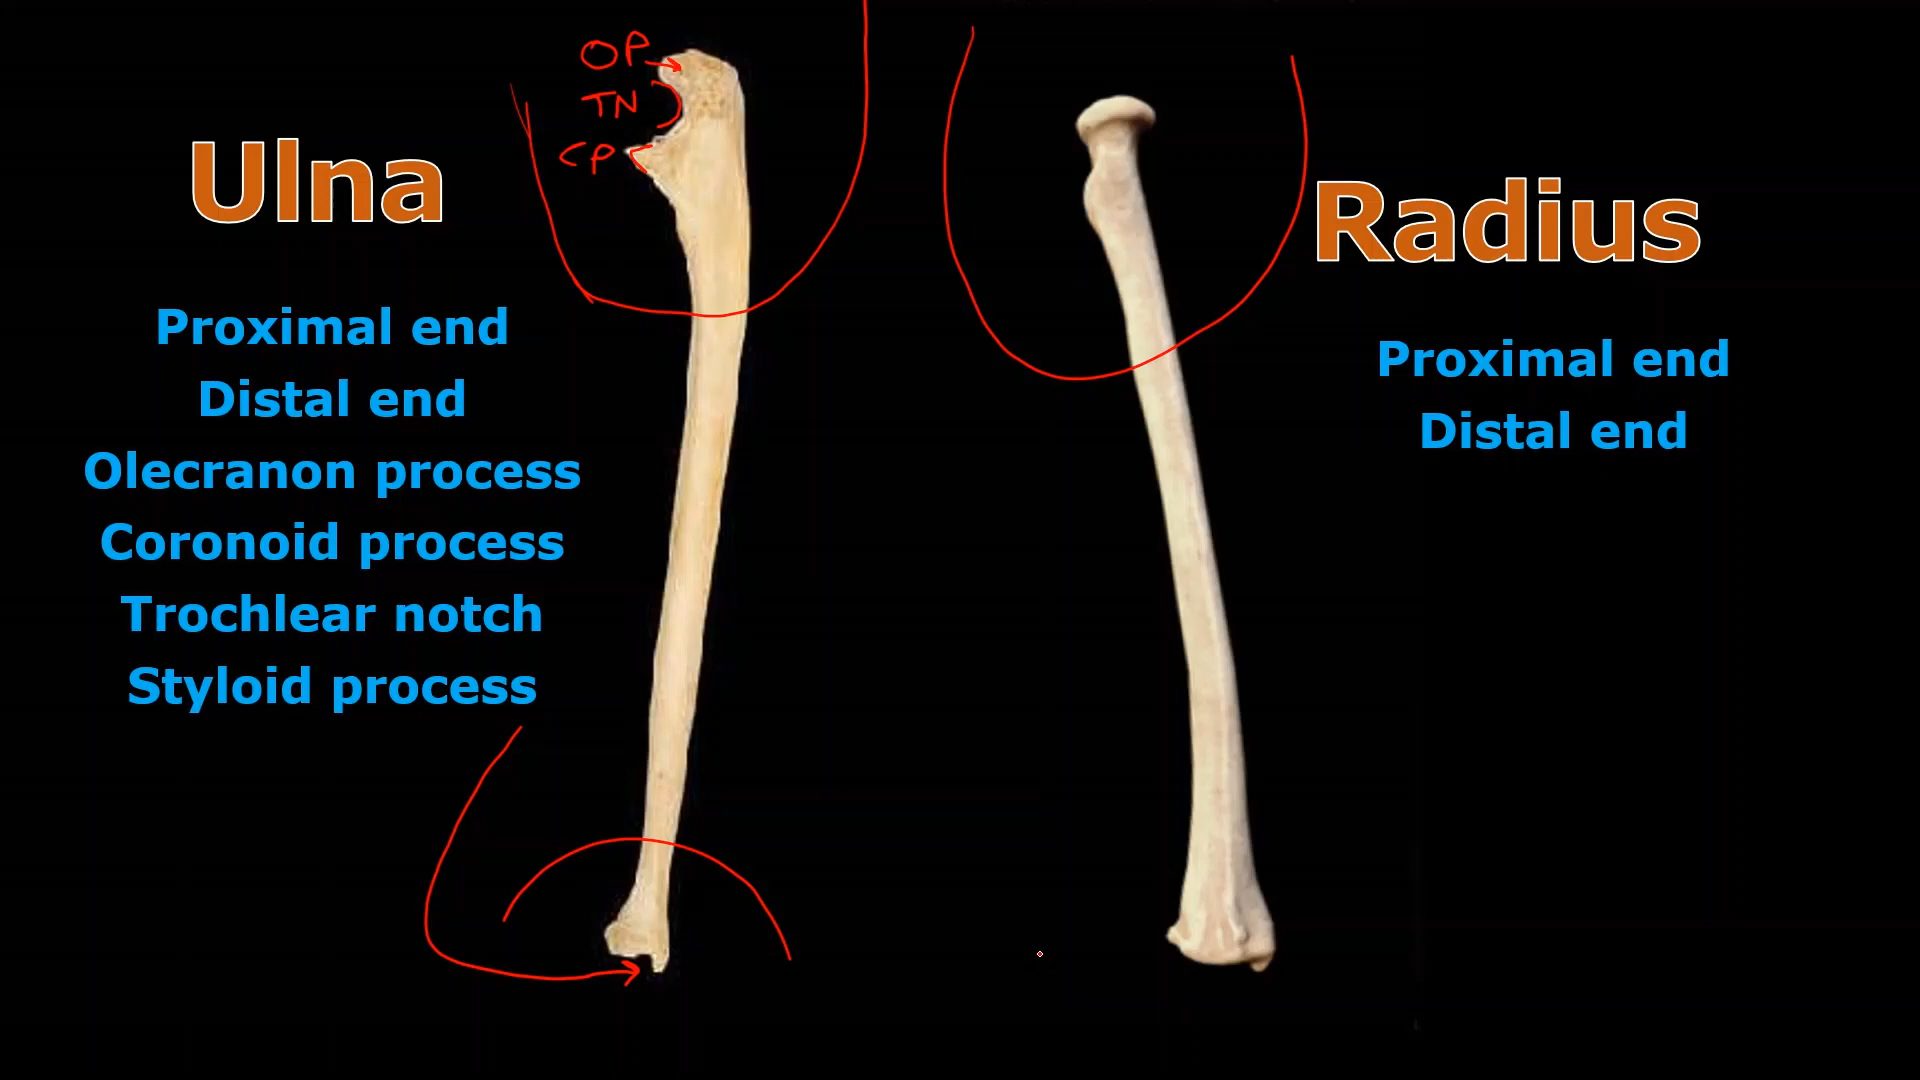 OP
TN
CP
Ulna
Proximal end
Distal end
Olecranon process
Coronoid process
Trochlear notch
Styloid process
Radius
Proximal end
Distal end